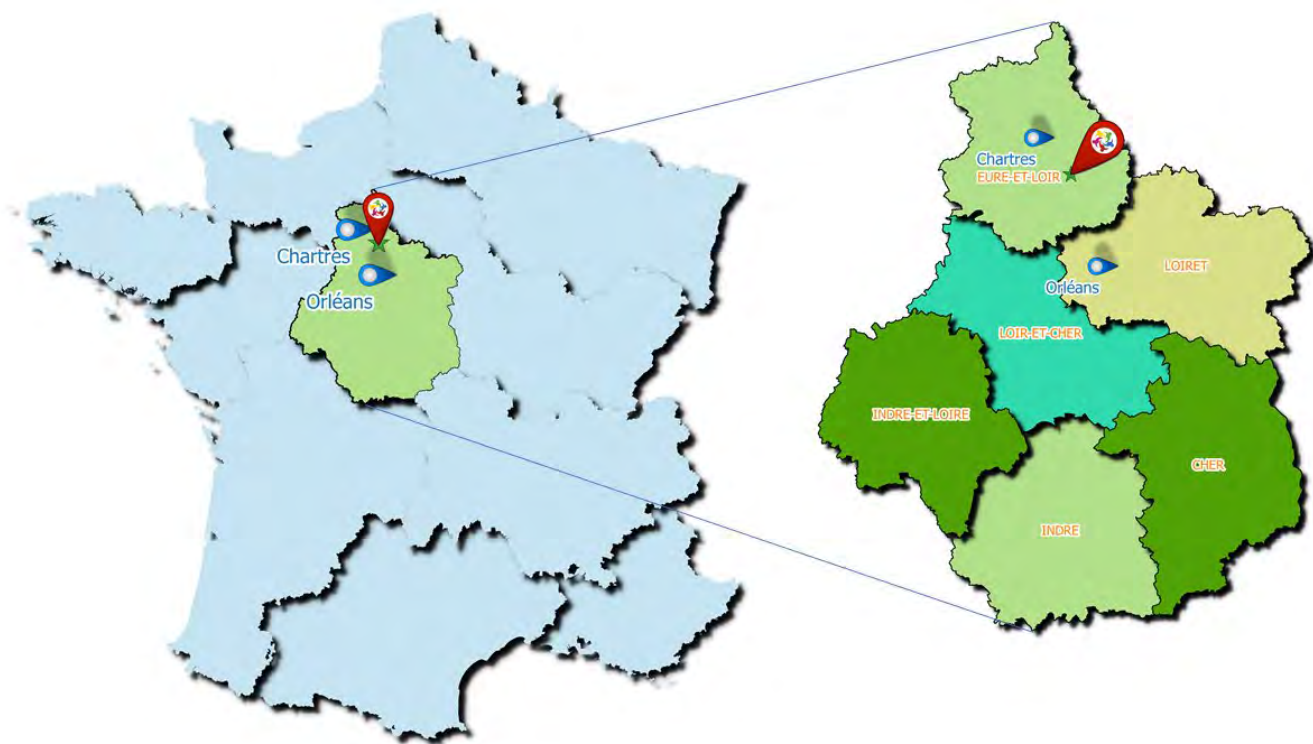 Chartres
Orléans
Chartres
EURE-ET-LOIR
LOIRET
Orléans
LOIR-ET-CHER
INDRE-ET-LOIRE
CHER
INDRE